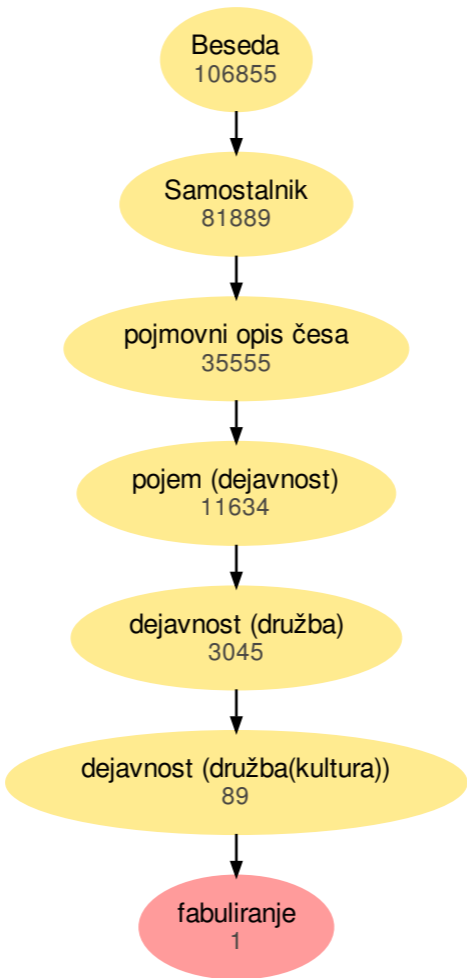 Beseda
106855
Samostalnik
81889
pojmovni opis česa
35555
pojem (dejavnost)
11634
dejavnost (družba)
3045
dejavnost (družba(kultura))
89
fabuliranje
1